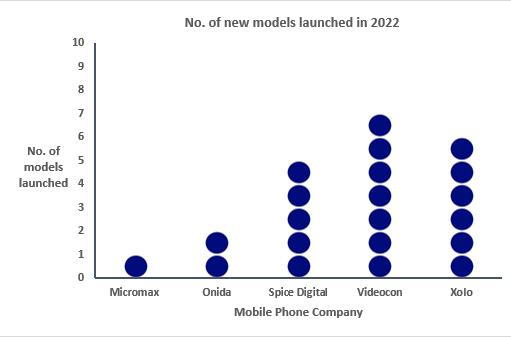 No. of new models launched in 2022
10
9
8
7
6
5
4
3
2
1
0
No. of
models
launched
Micromax Onida Spice Digital Videocon Xolo
Mobile Phone Company